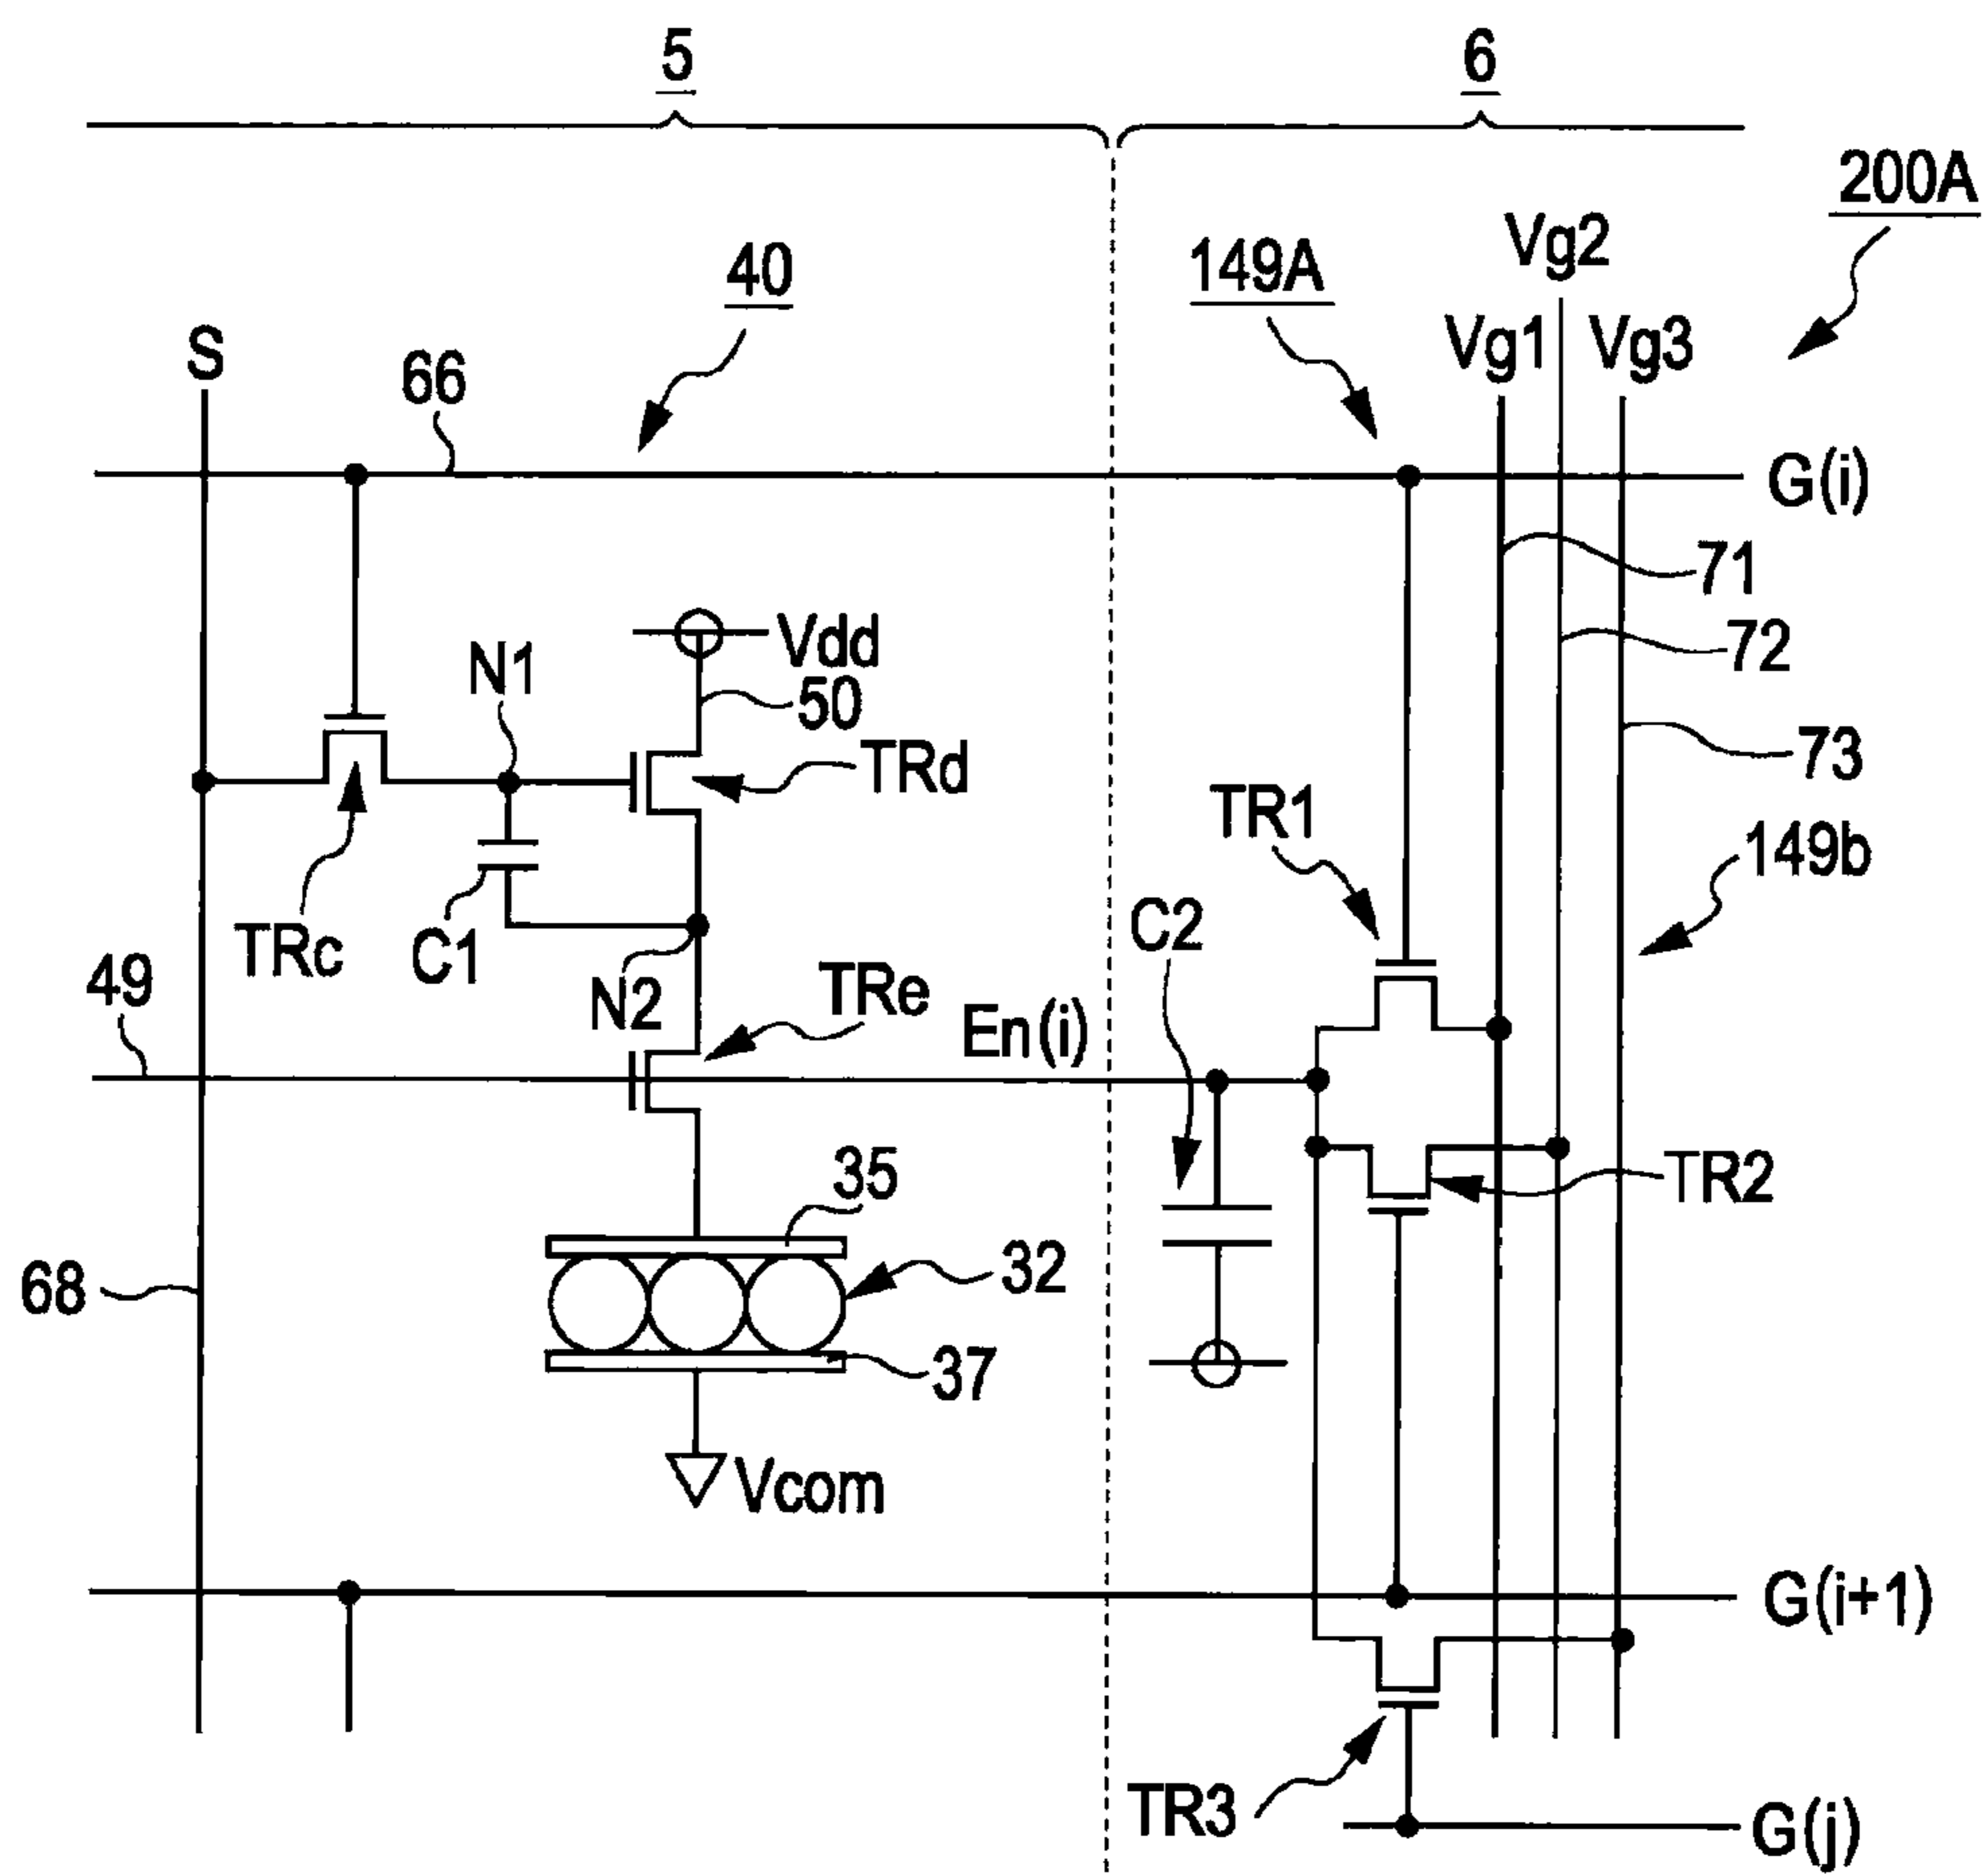 5
6
200A
Vg2
40
149A
Vg1
Vg3
S
66
G(i)
71
72
N1
Vdd
50
TRd
73
TR1
149b
C2
TRc
C1
49
N2
TRe
En(i)
35
TR2
32
68
37
Vcom
G(i+1)
TR3
G(j)